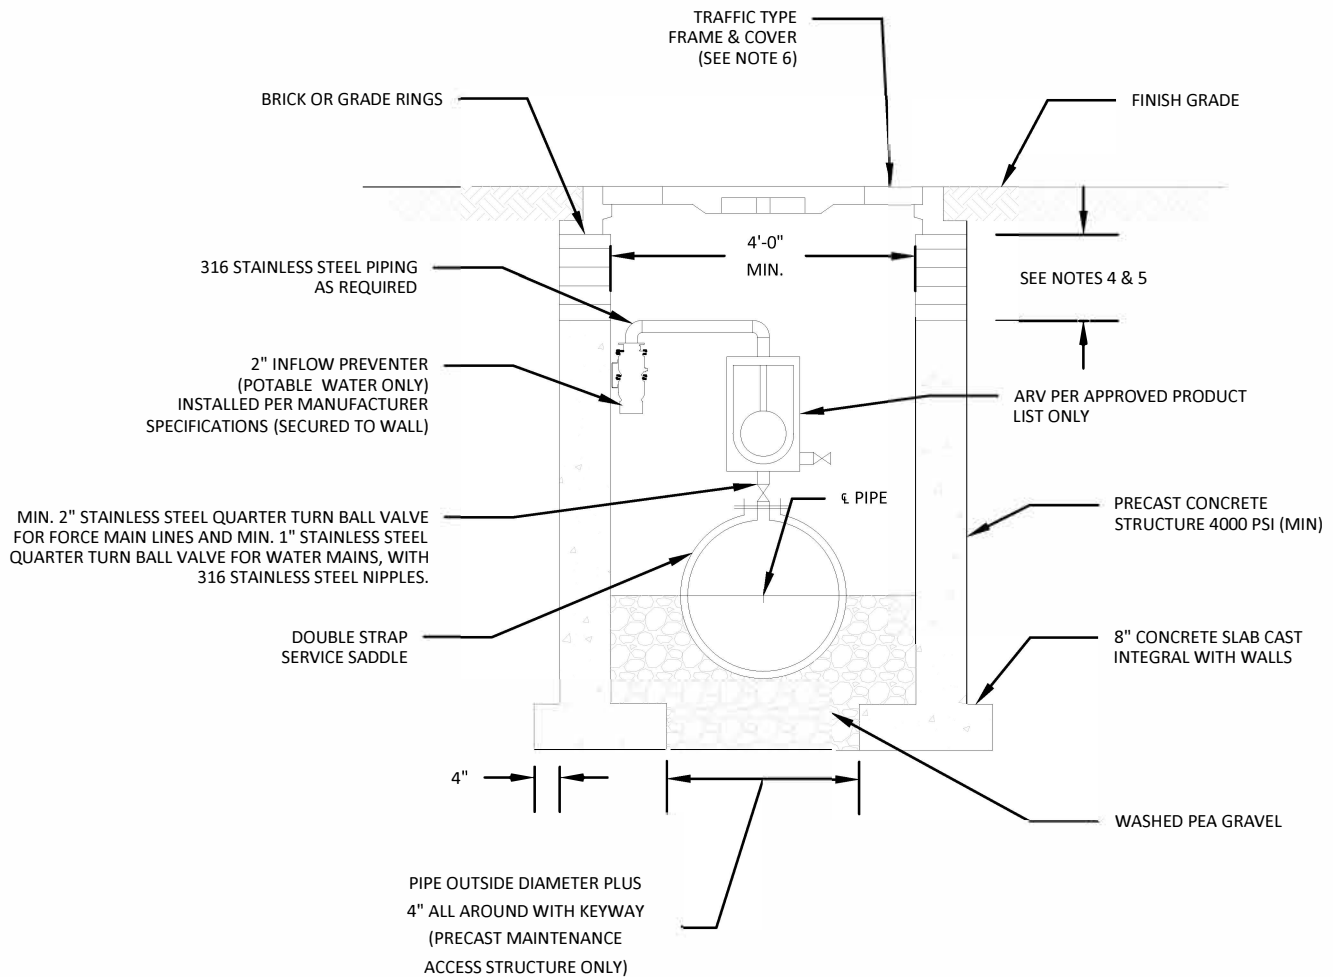 TRAFFIC TYPE
FRAME & COVER
(SEE NOTE 6)
BRICK OR GRADE RINGS
FINISH GRADE
4'-0"
MIN.
316 STAINLESS STEEL PIPING
AS REQUIRED
SEE NOTES 4 & 5
2" INFLOW PREVENTER
(POTABLE WATER ONLY)
INSTALLED PER MANUFACTURER
SPECIFICATIONS (SECURED TO WALL)
ARV PER APPROVED PRODUCT
LIST ONLY
℄ PIPE
MIN. 2" STAINLESS STEEL QUARTER TURN BALL VALVE
FOR FORCE MAIN LINES AND MIN. 1" STAINLESS STEEL
QUARTER TURN BALL VALVE FOR WATER MAINS, WITH
316 STAINLESS STEEL NIPPLES.
PRECAST CONCRETE
STRUCTURE 4000 PSI (MIN)
DOUBLE STRAP
SERVICE SADDLE
8" CONCRETE SLAB CAST
INTEGRAL WITH WALLS
4"
WASHED PEA GRAVEL
PIPE OUTSIDE DIAMETER PLUS
4" ALL AROUND WITH KEYWAY
(PRECAST MAINTENANCE
ACCESS STRUCTURE ONLY)